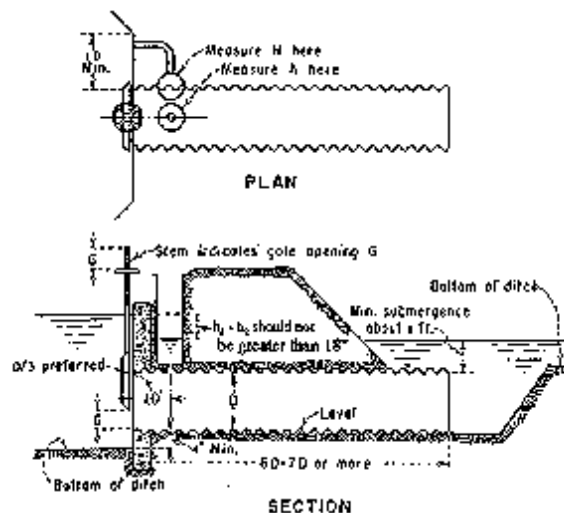 D
Min.
Measure H here
Measure h here
PLAN
G
Stem indicates gate opening G
Bottom of ditch
Min. submergence
about 1 ft.
h₁ - h₂ should not
be greater than 18"
D/3 preferred
10"
D
G
Level
4" Min.
6D-7D or more
Bottom of ditch
SECTION